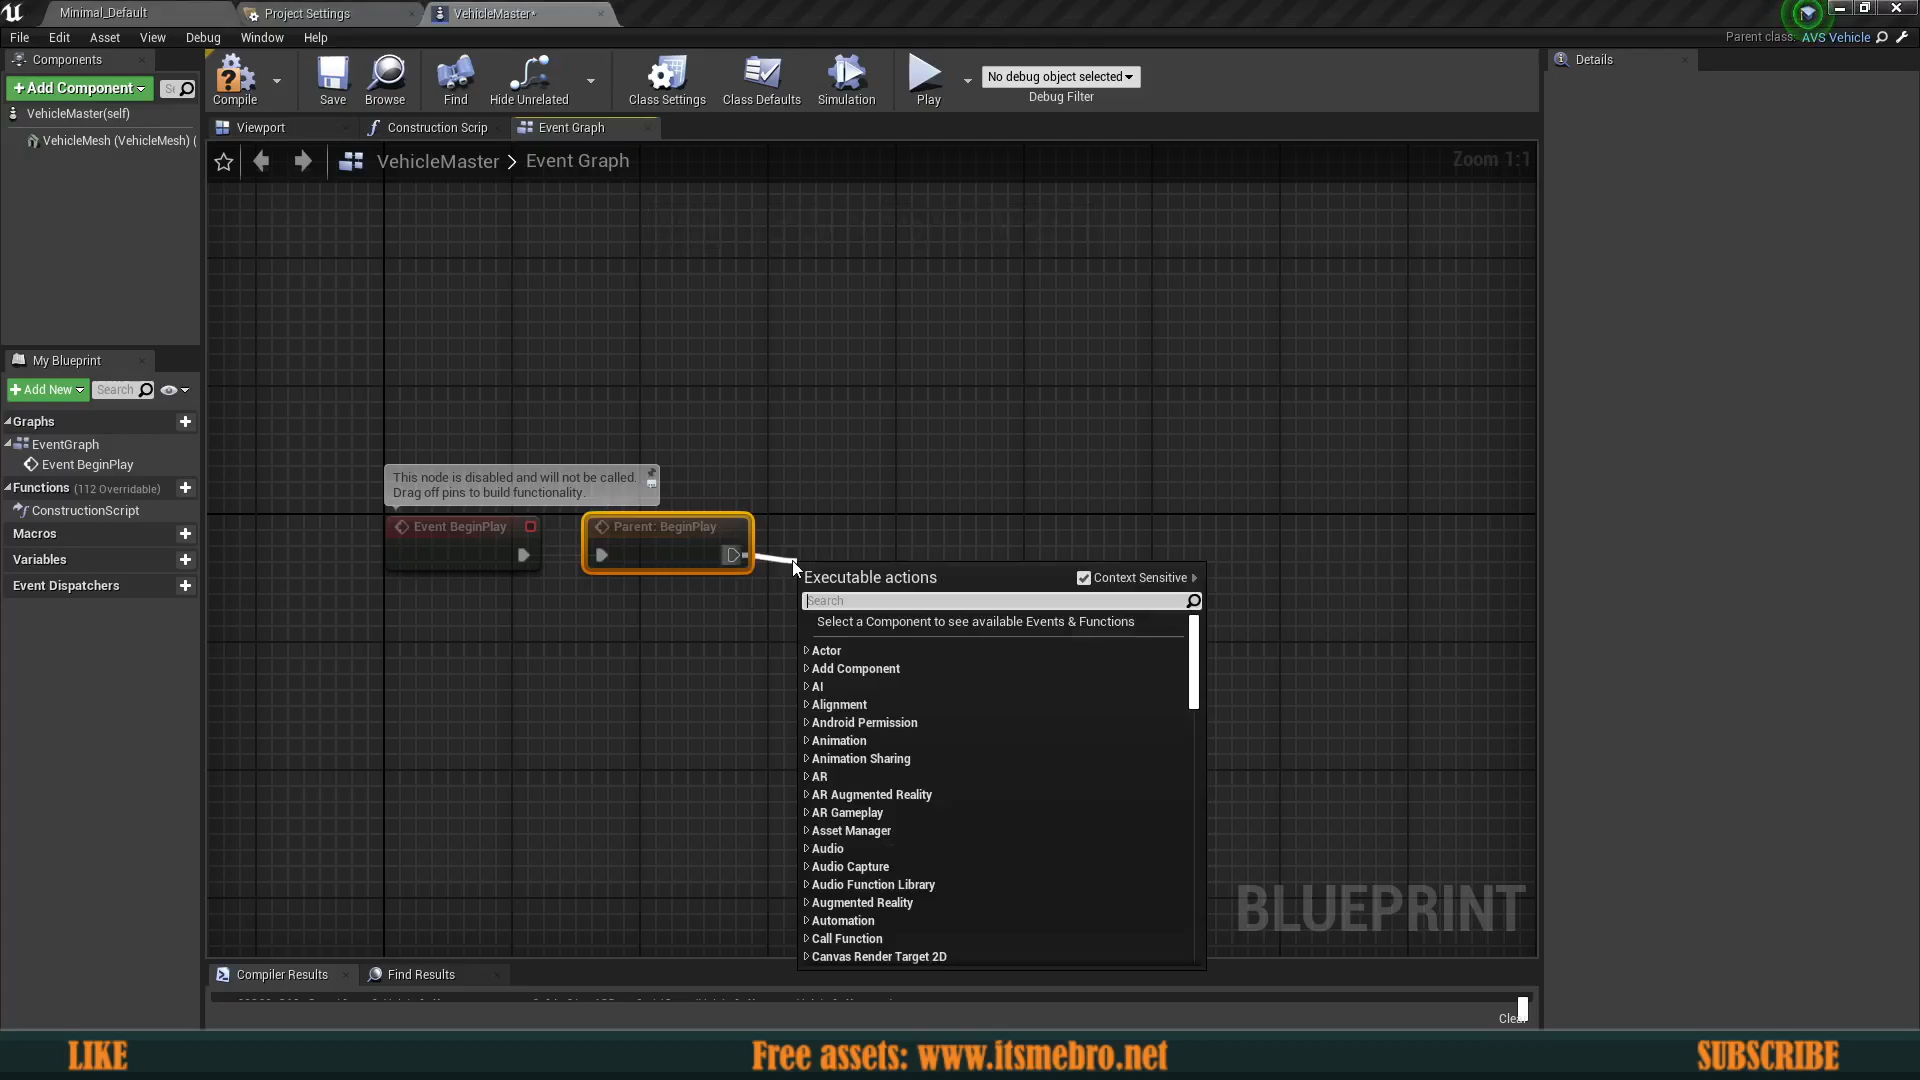 Minimal_Default
Project Settings
VehicleMaster*
File Edit Asset View Debug Window Help
Parent class: AVS Vehicle
Components
+Add Component
VehicleMaster(self)
VehicleMesh (VehicleMesh) (
Compile
Save
Browse
Find
Hide Unrelated
Class Settings
Class Defaults
Simulation
Play
No debug object selected
Debug Filter
Details
Viewport
Construction Scrip
Event Graph
VehicleMaster > Event Graph
Zoom 1:1
My Blueprint
+Add New
Search
Graphs
EventGraph
Event BeginPlay
Functions (112 Overridable)
ConstructionScript
Macros
Variables
Event Dispatchers
This node is disabled and will not be called.
Drag off pins to build functionality.
Event BeginPlay
Parent: BeginPlay
Executable actions
Context Sensitive
Search
Select a Component to see available Events & Functions
Actor
Add Component
AI
Alignment
Android Permission
Animation
Animation Sharing
AR
AR Augmented Reality
AR Gameplay
Asset Manager
Audio
Audio Capture
Audio Function Library
Augmented Reality
Automation
Call Function
Canvas Render Target 2D
BLUEPRINT
Compiler Results
Find Results
Clear
LIKE
Free assets: www.itsmebro.net
SUBSCRIBE